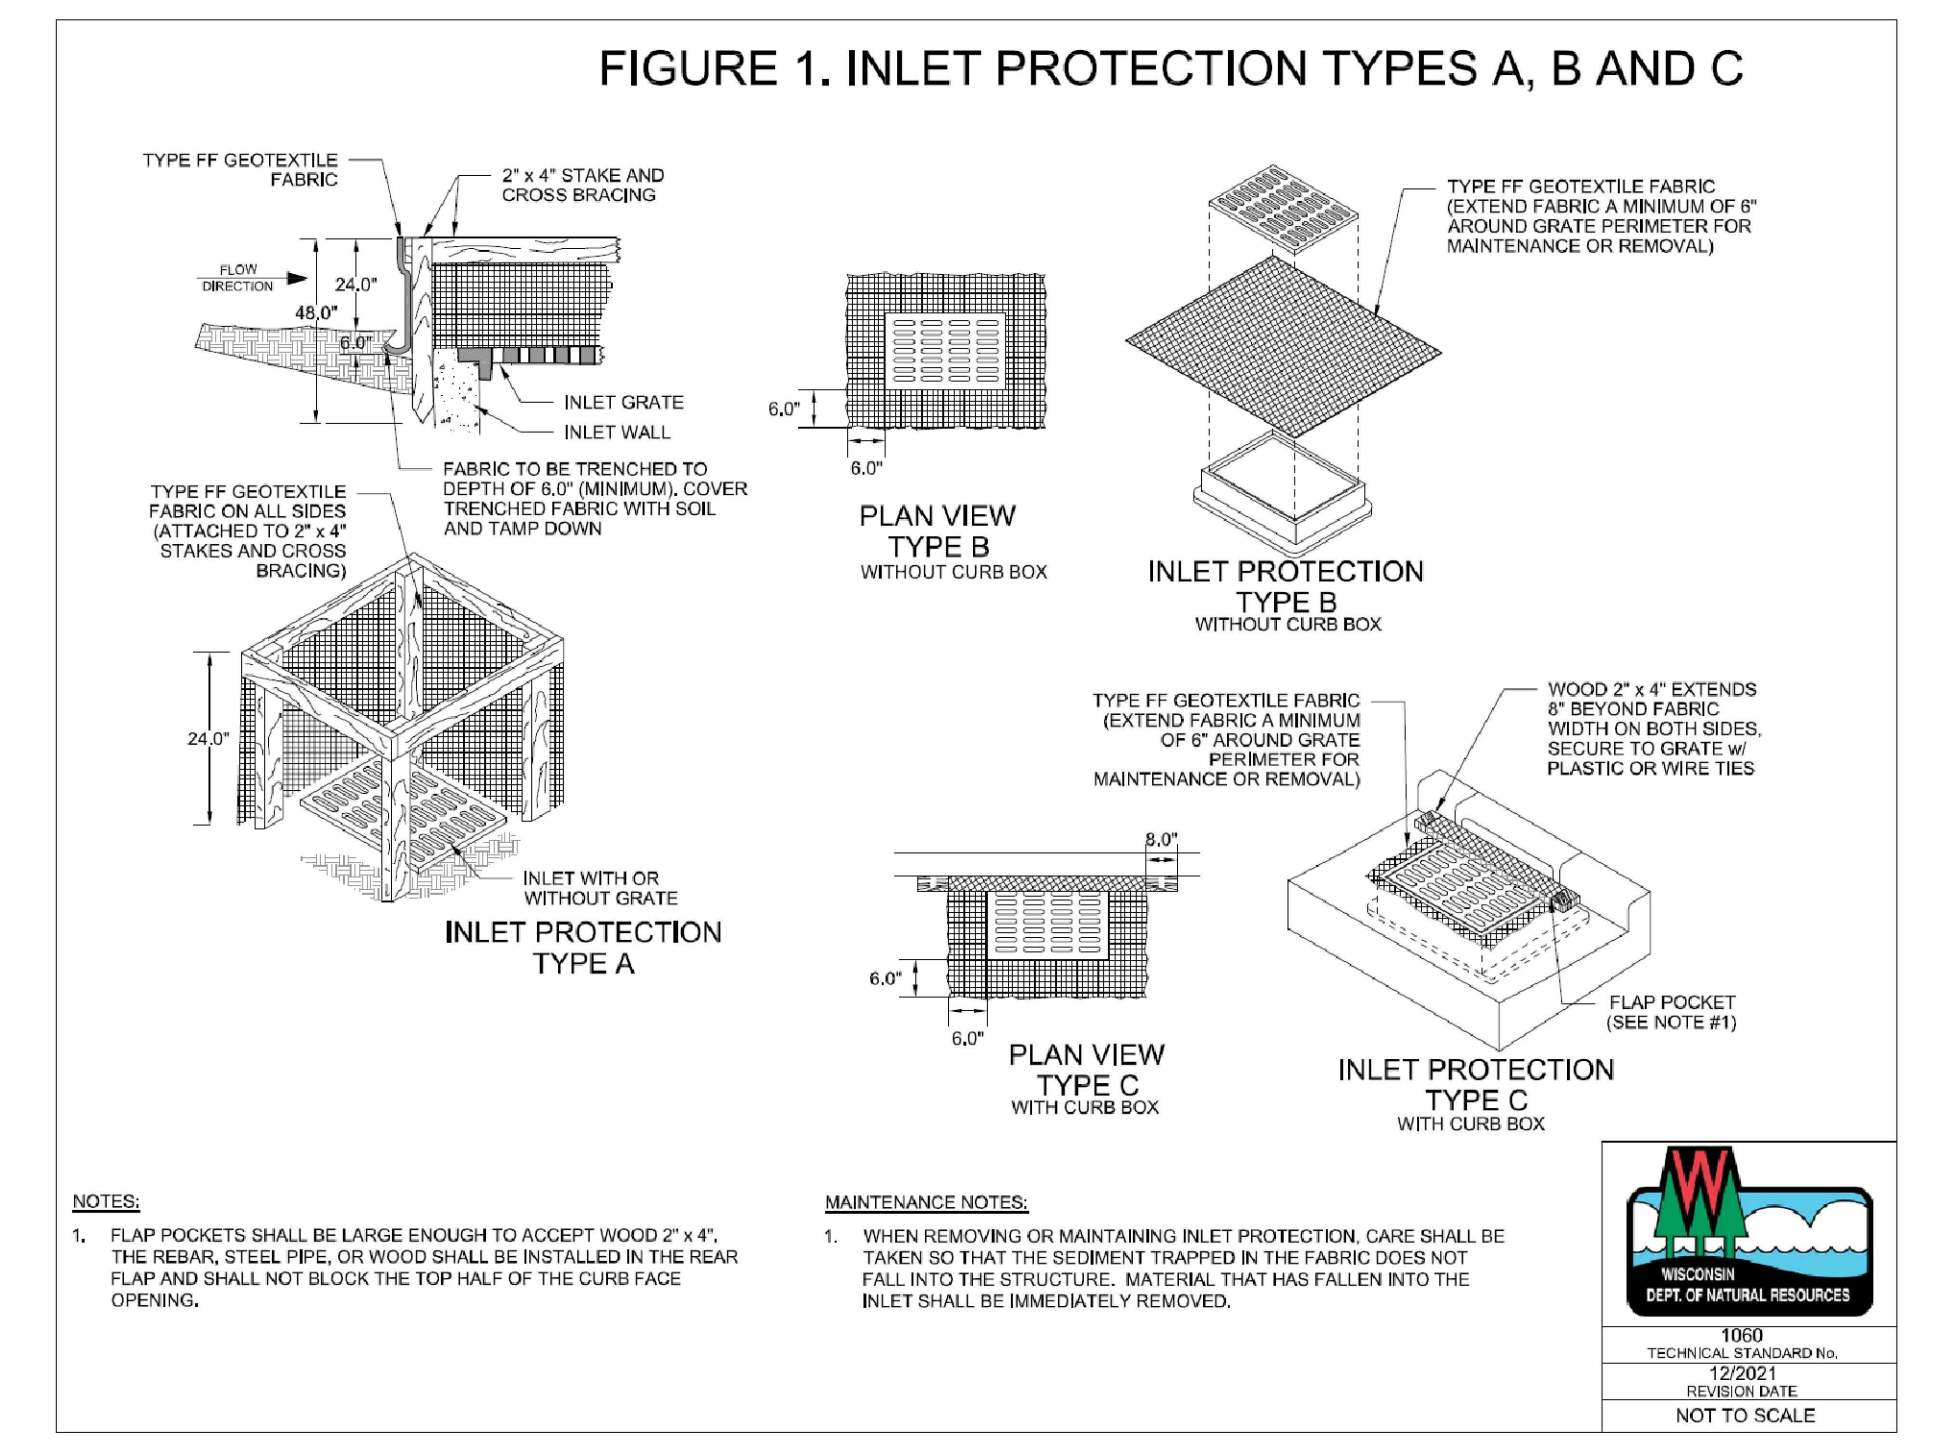 FIGURE 1. INLET PROTECTION TYPES A, B AND C
TYPE FF GEOTEXTILE
FABRIC
2" x 4" STAKE AND
CROSS BRACING
FLOW
DIRECTION
24.0"
48.0"
6.0"
INLET GRATE
INLET WALL
FABRIC TO BE TRENCHED TO
DEPTH OF 6.0" (MINIMUM). COVER
TRENCHED FABRIC WITH SOIL
AND TAMP DOWN
TYPE FF GEOTEXTILE
FABRIC ON ALL SIDES
(ATTACHED TO 2" x 4"
STAKES AND CROSS
BRACING)
24.0"
INLET WITH OR
WITHOUT GRATE
INLET PROTECTION
TYPE A
6.0"
6.0"
PLAN VIEW
TYPE B
WITHOUT CURB BOX
TYPE FF GEOTEXTILE FABRIC
(EXTEND FABRIC A MINIMUM OF 6"
AROUND GRATE PERIMETER FOR
MAINTENANCE OR REMOVAL)
INLET PROTECTION
TYPE B
WITHOUT CURB BOX
TYPE FF GEOTEXTILE FABRIC
(EXTEND FABRIC A MINIMUM
OF 6" AROUND GRATE
PERIMETER FOR
MAINTENANCE OR REMOVAL)
WOOD 2" x 4" EXTENDS
8" BEYOND FABRIC
WIDTH ON BOTH SIDES,
SECURE TO GRATE w/
PLASTIC OR WIRE TIES
8.0"
6.0"
6.0"
PLAN VIEW
TYPE C
WITH CURB BOX
FLAP POCKET
(SEE NOTE #1)
INLET PROTECTION
TYPE C
WITH CURB BOX
NOTES:
1. FLAP POCKETS SHALL BE LARGE ENOUGH TO ACCEPT WOOD 2" x 4".
THE REBAR, STEEL PIPE, OR WOOD SHALL BE INSTALLED IN THE REAR
FLAP AND SHALL NOT BLOCK THE TOP HALF OF THE CURB FACE
OPENING.
MAINTENANCE NOTES:
1. WHEN REMOVING OR MAINTAINING INLET PROTECTION, CARE SHALL BE
TAKEN SO THAT THE SEDIMENT TRAPPED IN THE FABRIC DOES NOT
FALL INTO THE STRUCTURE. MATERIAL THAT HAS FALLEN INTO THE
INLET SHALL BE IMMEDIATELY REMOVED.
W
WISCONSIN
DEPT. OF NATURAL RESOURCES
1060
TECHNICAL STANDARD No.
12/2021
REVISION DATE
NOT TO SCALE